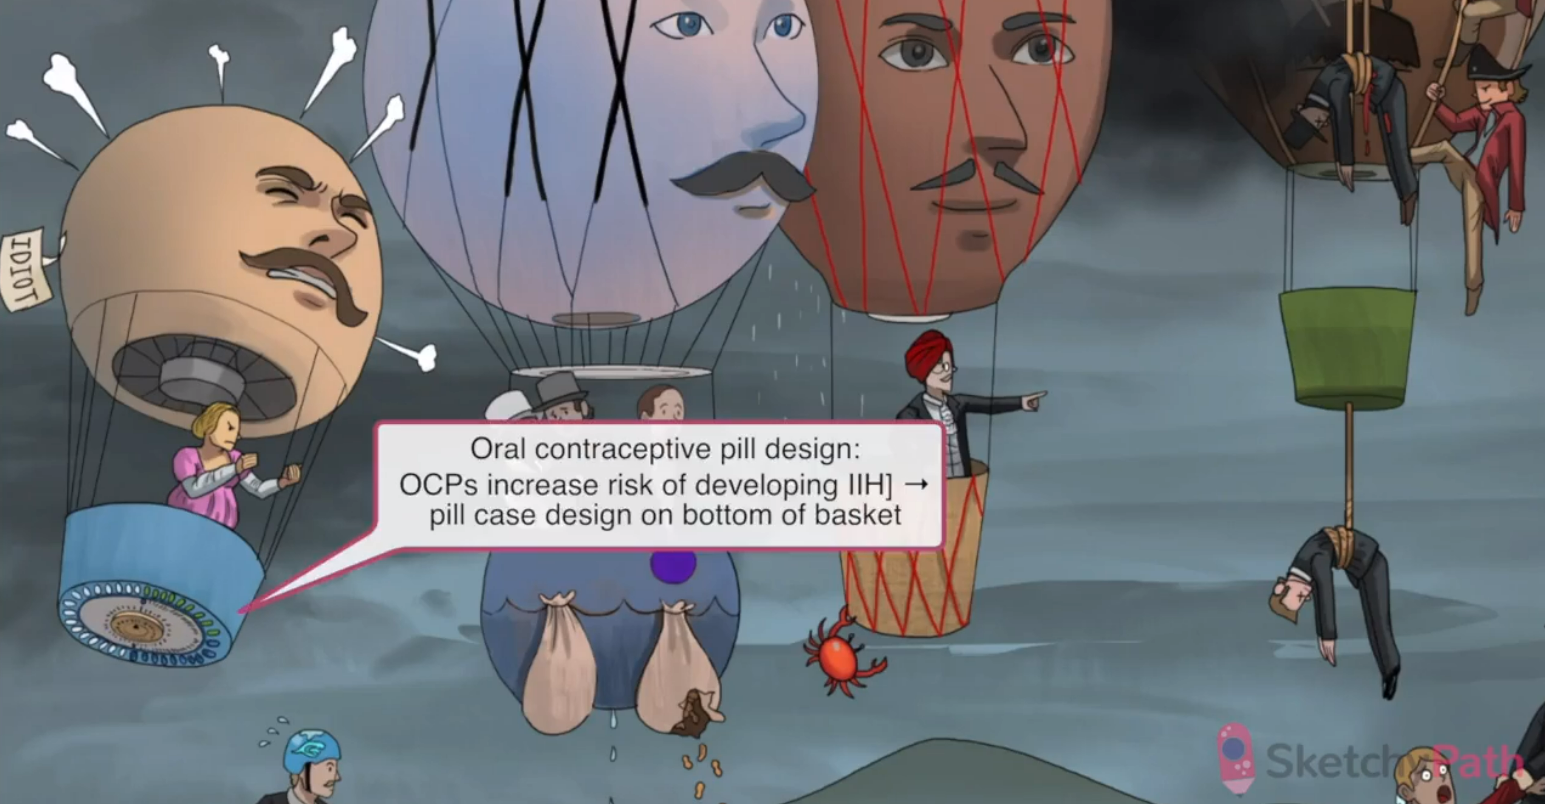 IDIOT
Oral contraceptive pill design:
OCPs increase risk of developing IIH] →
pill case design on bottom of basket
SketchyPath